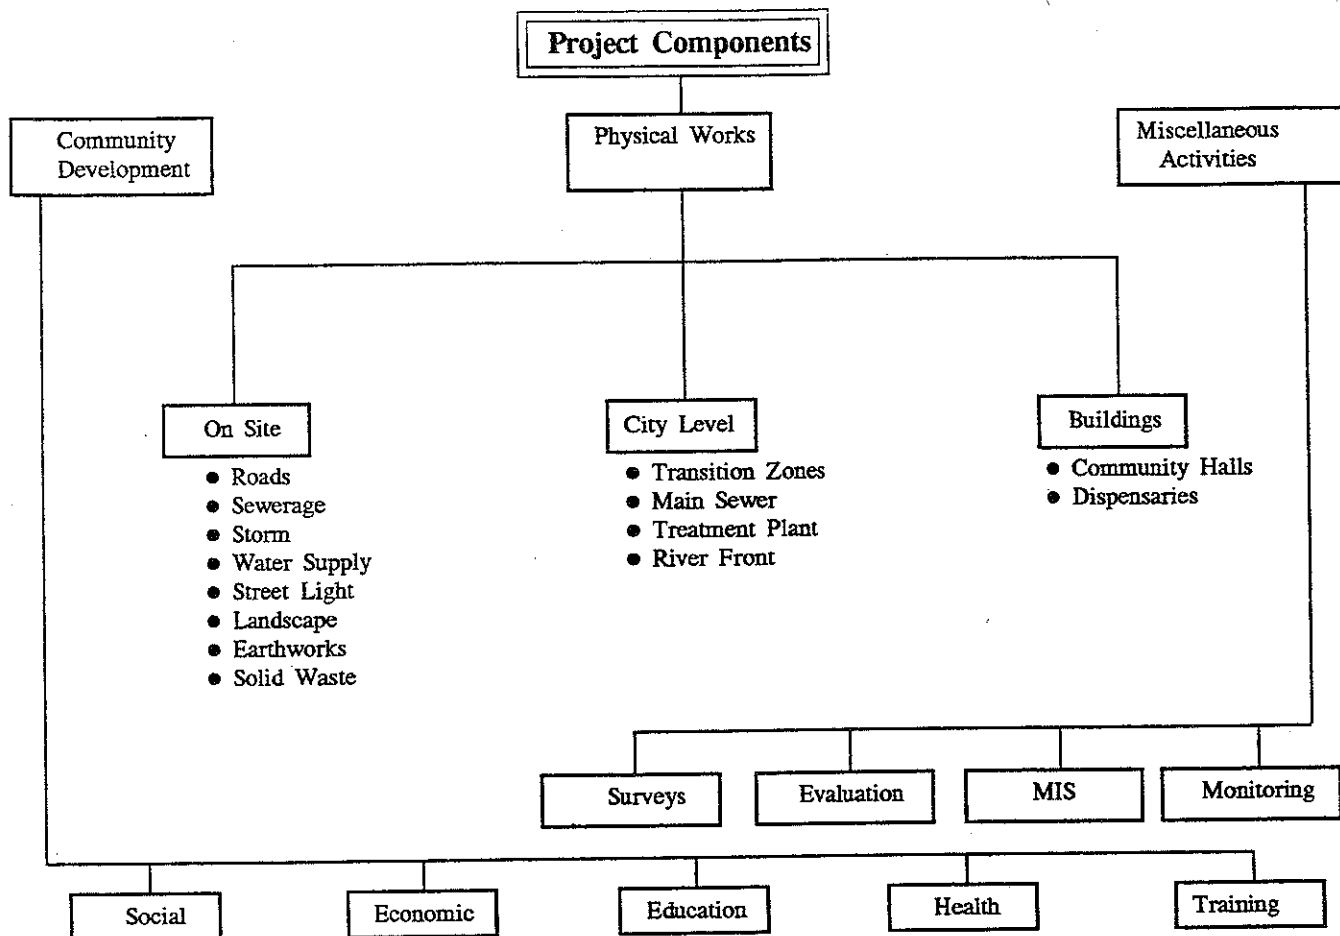 Project Components
Community
Development
Physical Works
Miscellaneous
Activities
On Site
● Roads
● Sewerage
● Storm
● Water Supply
● Street Light
● Landscape
● Earthworks
● Solid Waste
City Level
● Transition Zones
● Main Sewer
● Treatment Plant
● River Front
Buildings
● Community Halls
● Dispensaries
Surveys
Evaluation
MIS
Monitoring
Social
Economic
Education
Health
Training